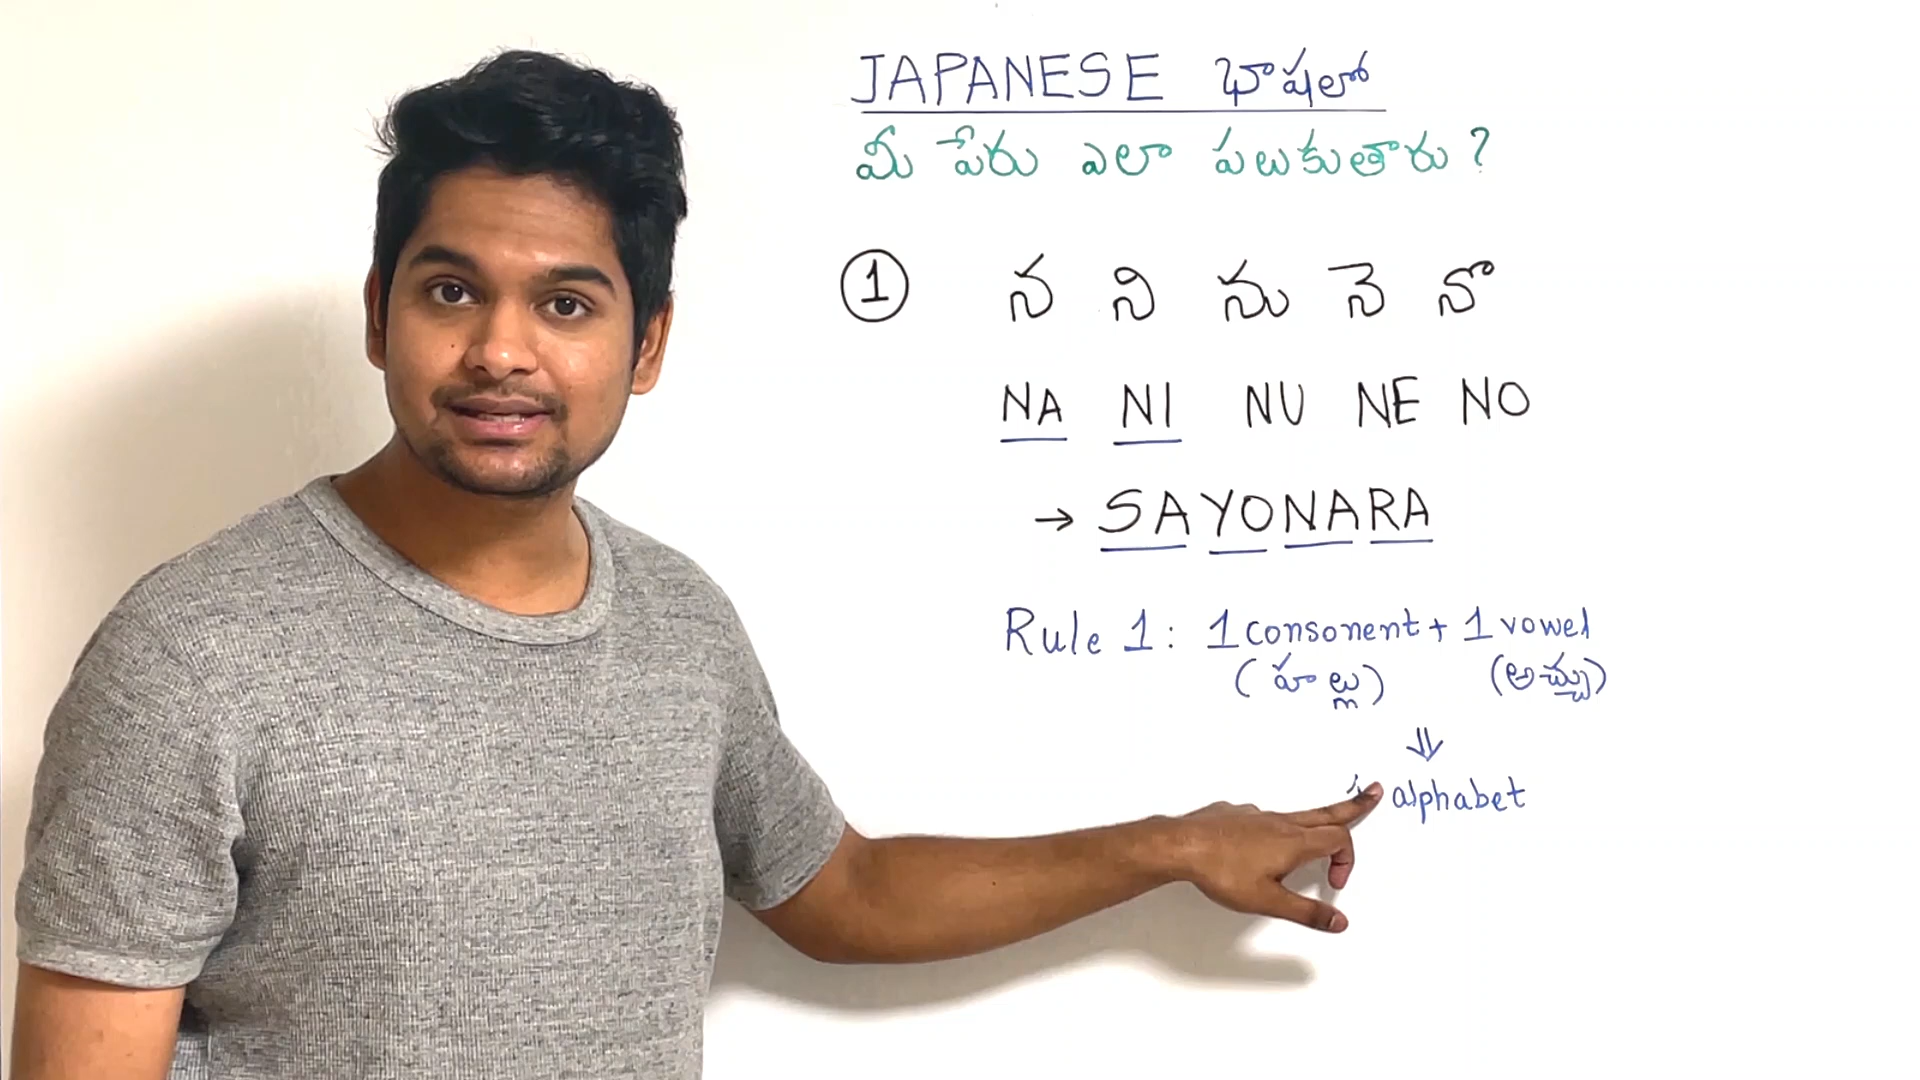 JAPANESE భాషలో
మీ పేరు ఎలా పలుకుతారు?
1 న ని ను నె నొ
NA NI NU NE NO
→ SAYONARA
Rule 1: 1 consonent + 1 vowel
(హల్లు) (అచ్చు)
⇓
alphabet